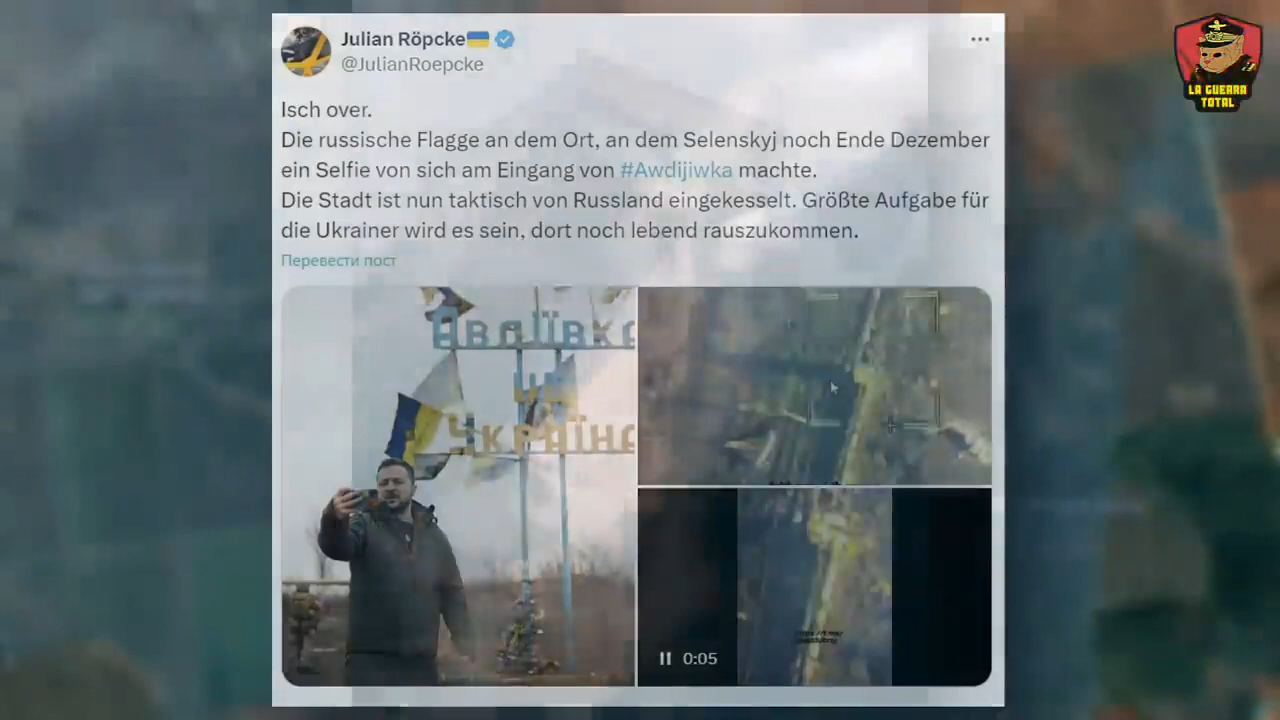 Julian Röpcke
@JulianRoepcke
LA GUERRA
TOTAL
Isch over.
Die russische Flagge an dem Ort, an dem Selenskyj noch Ende Dezember
ein Selfie von sich am Eingang von #Awdijiwka machte.
Die Stadt ist nun taktisch von Russland eingekesselt. Größte Aufgabe für
die Ukrainer wird es sein, dort noch lebend rauszukommen.
Перевести пост
Авдіївка
це
Україна
0:05